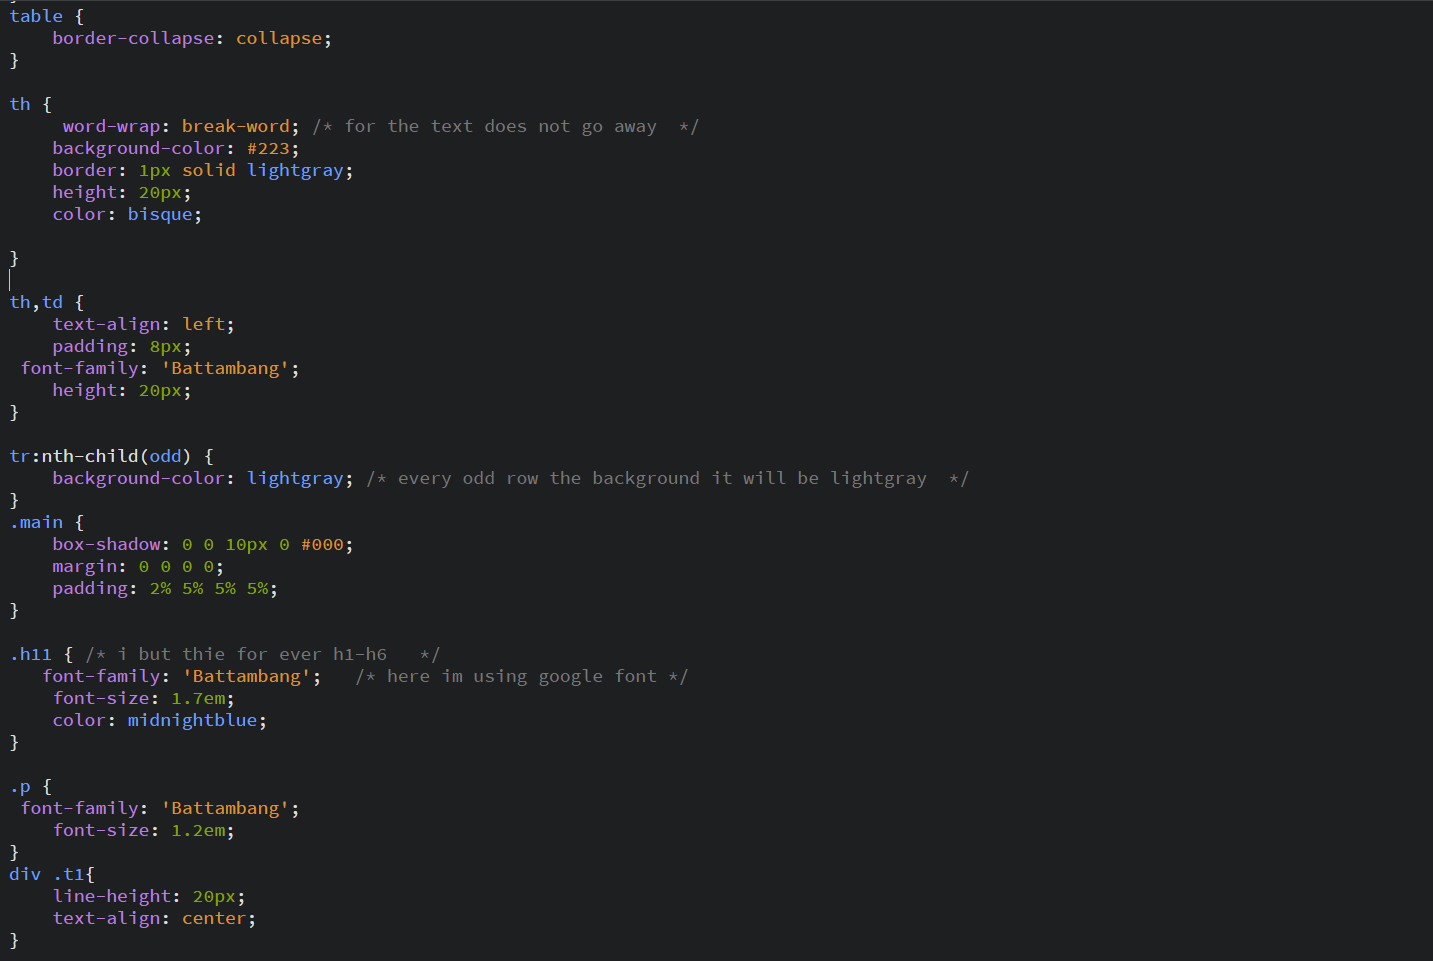 table {
    border-collapse: collapse;
}
th {
     word-wrap: break-word; /* for the text does not go away  */
    background-color: #223;
    border: 1px solid lightgray;
    height: 20px;
    color: bisque;
}
th,td {
    text-align: left;
    padding: 8px;
 font-family: 'Battambang';
    height: 20px;
}
tr:nth-child(odd) {
    background-color: lightgray; /* every odd row the background it will be lightgray  */
}
.main {
    box-shadow: 0 0 10px 0 #000;
    margin: 0 0 0 0;
    padding: 2% 5% 5% 5%;
}
.h11 { /* i but thie for ever h1-h6   */
   font-family: 'Battambang';   /* here im using google font */
    font-size: 1.7em;
    color: midnightblue;
}
.p {
 font-family: 'Battambang';
    font-size: 1.2em;
}
div .t1{
    line-height: 20px;
    text-align: center;
}